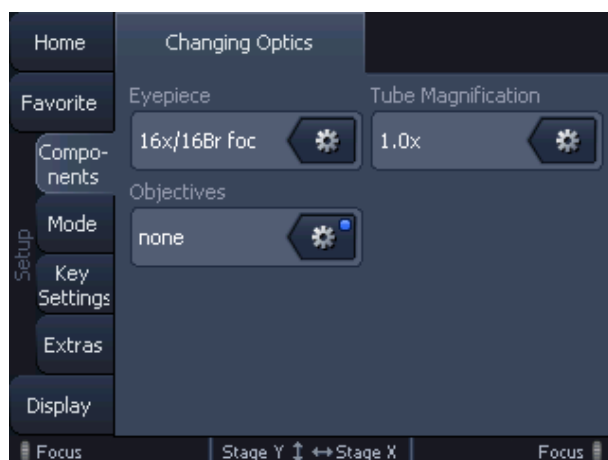 Home
Changing Optics
Favorite
Eyepiece
Tube Magnification
16x/16Br foc
1.0x
Compo-
nents
Objectives
none
Setup
Mode
Key
Settings
Extras
Display
Focus
Stage Y ↕ ↔ Stage X
Focus